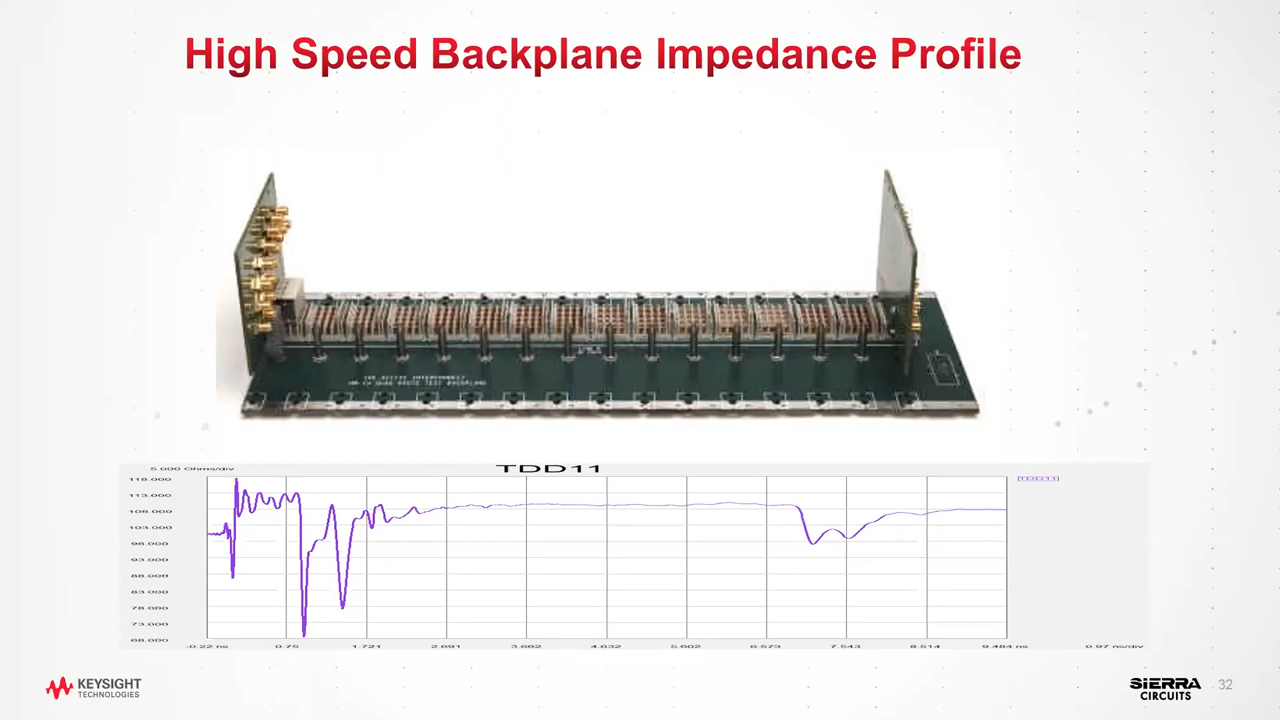 High Speed Backplane Impedance Profile
5.000 Ohms/div
TDD11
TDD11
118.000
113.000
108.000
103.000
98.000
93.000
88.000
83.000
78.000
73.000
68.000
-0.22 ns
0.75
1.721
2.691
3.662
4.632
5.602
6.573
7.543
8.514
9.484 ns
0.97 ns/div
KEYSIGHT
TECHNOLOGIES
SIERRA
CIRCUITS
32